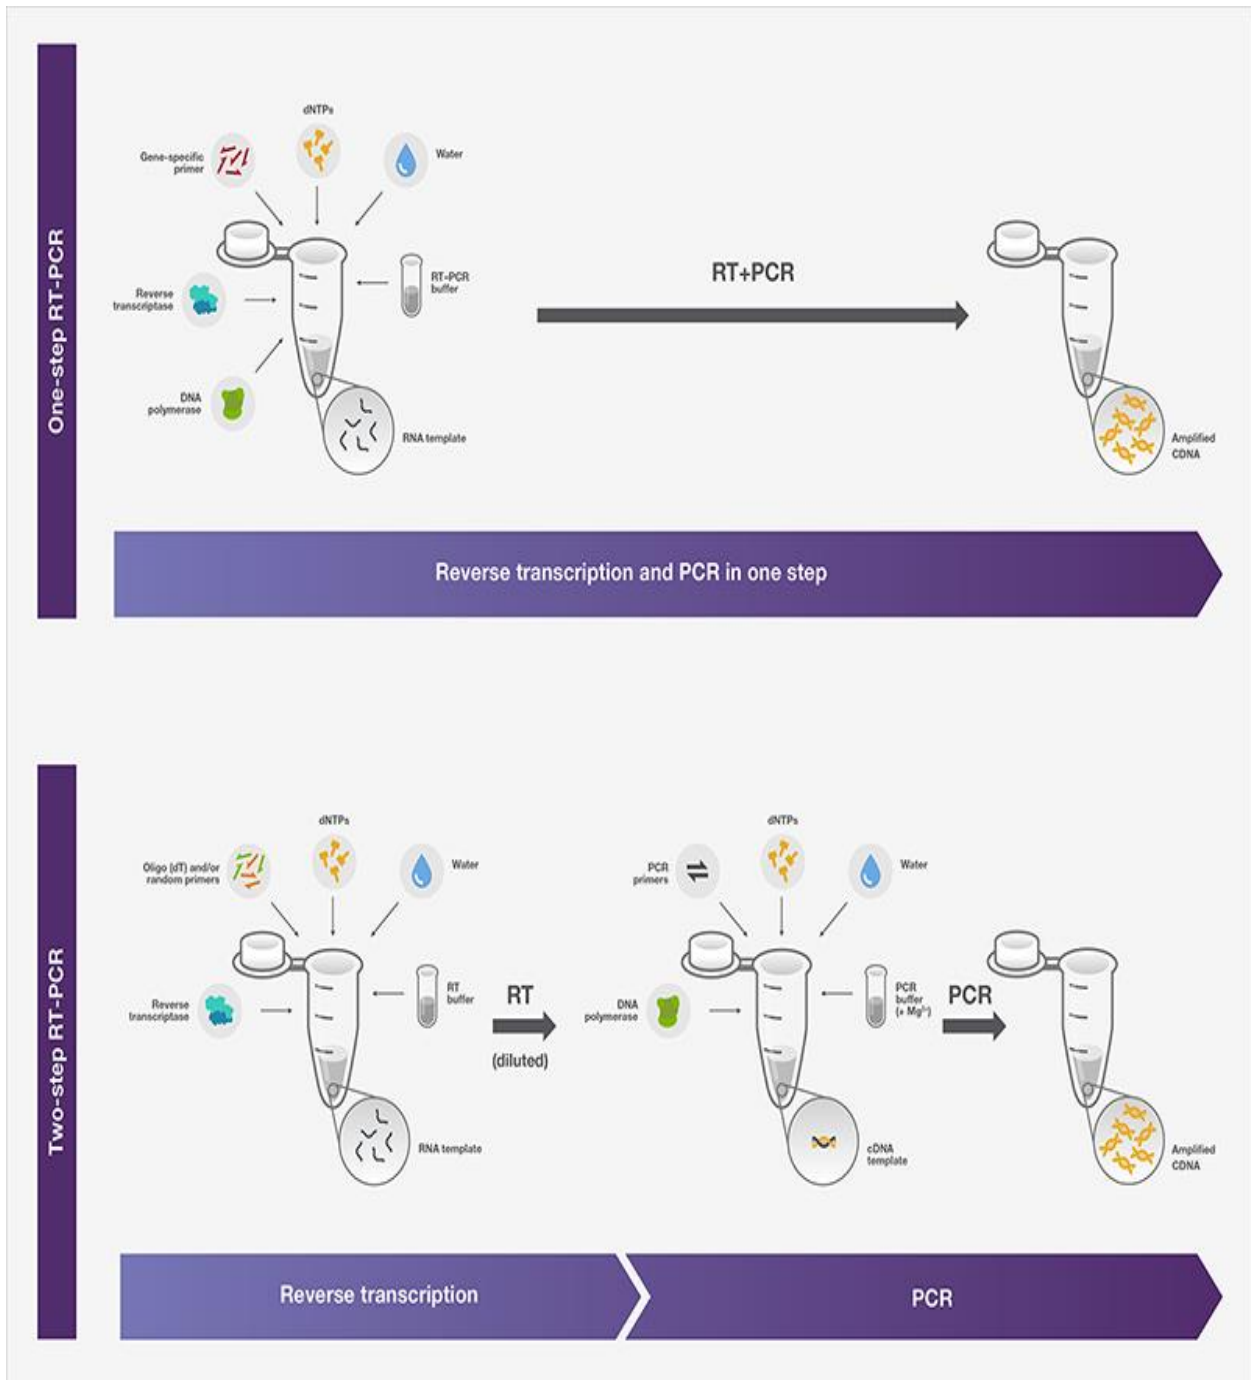 One-step RT-PCR
dNTPs
Gene-specific
primer
Water
Reverse
transcriptase
RT-PCR
buffer
DNA
polymerase
RNA template
RT+PCR
Amplified
CDNA
Reverse transcription and PCR in one step
Two-step RT-PCR
dNTPs
Oligo (dT) and/or
random primers
Water
Reverse
transcriptase
RT
buffer
RNA template
RT
(diluted)
dNTPs
PCR
primers
Water
DNA
polymerase
PCR
buffer
(+ Mg²⁺)
cDNA
template
PCR
Amplified
CDNA
Reverse transcription
PCR